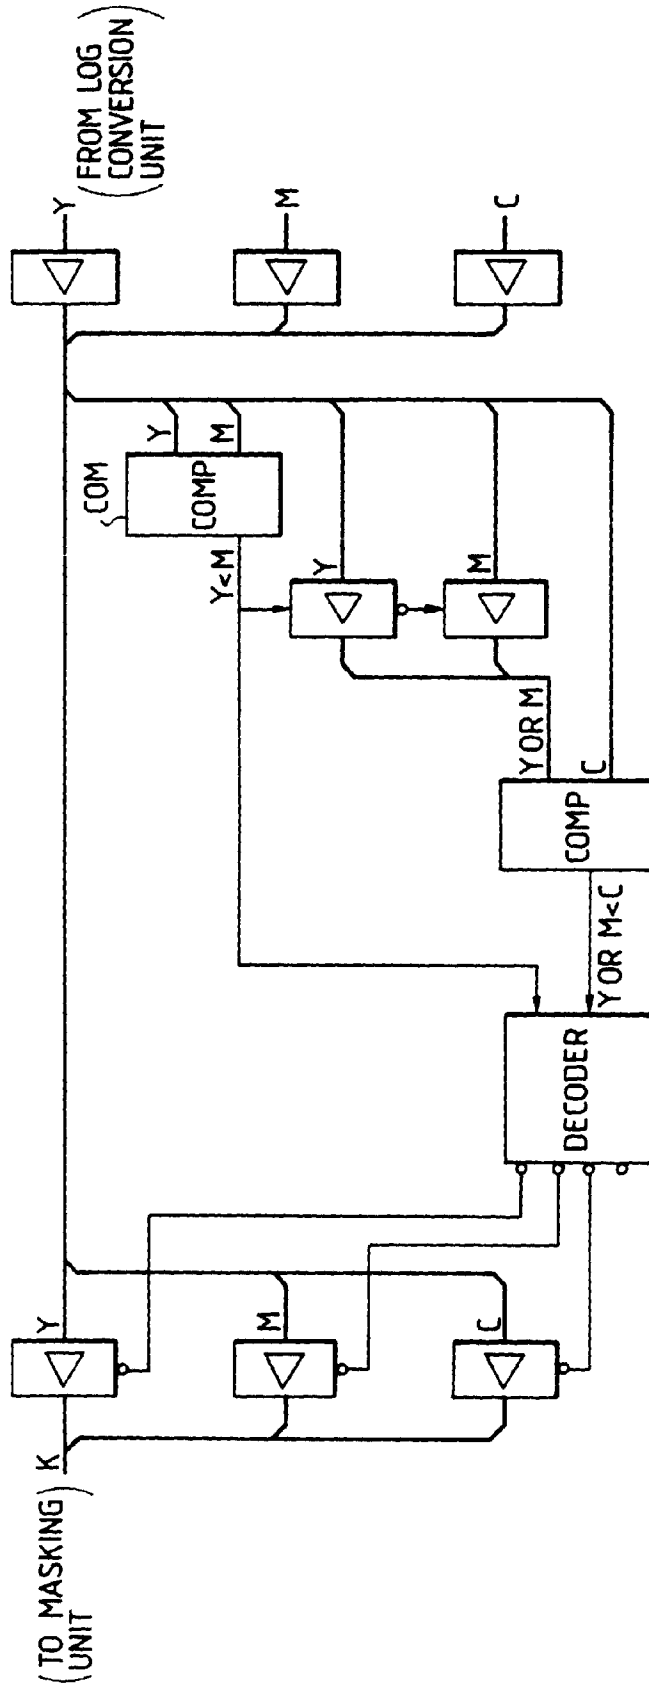 Y
(FROM LOG
CONVERSION
UNIT)
M
C
COM
COMP
Y
M
Y<M
Y
M
Y OR M
C
COMP
Y OR M<C
DECODER
Y
M
C
K
(TO MASKING
UNIT)